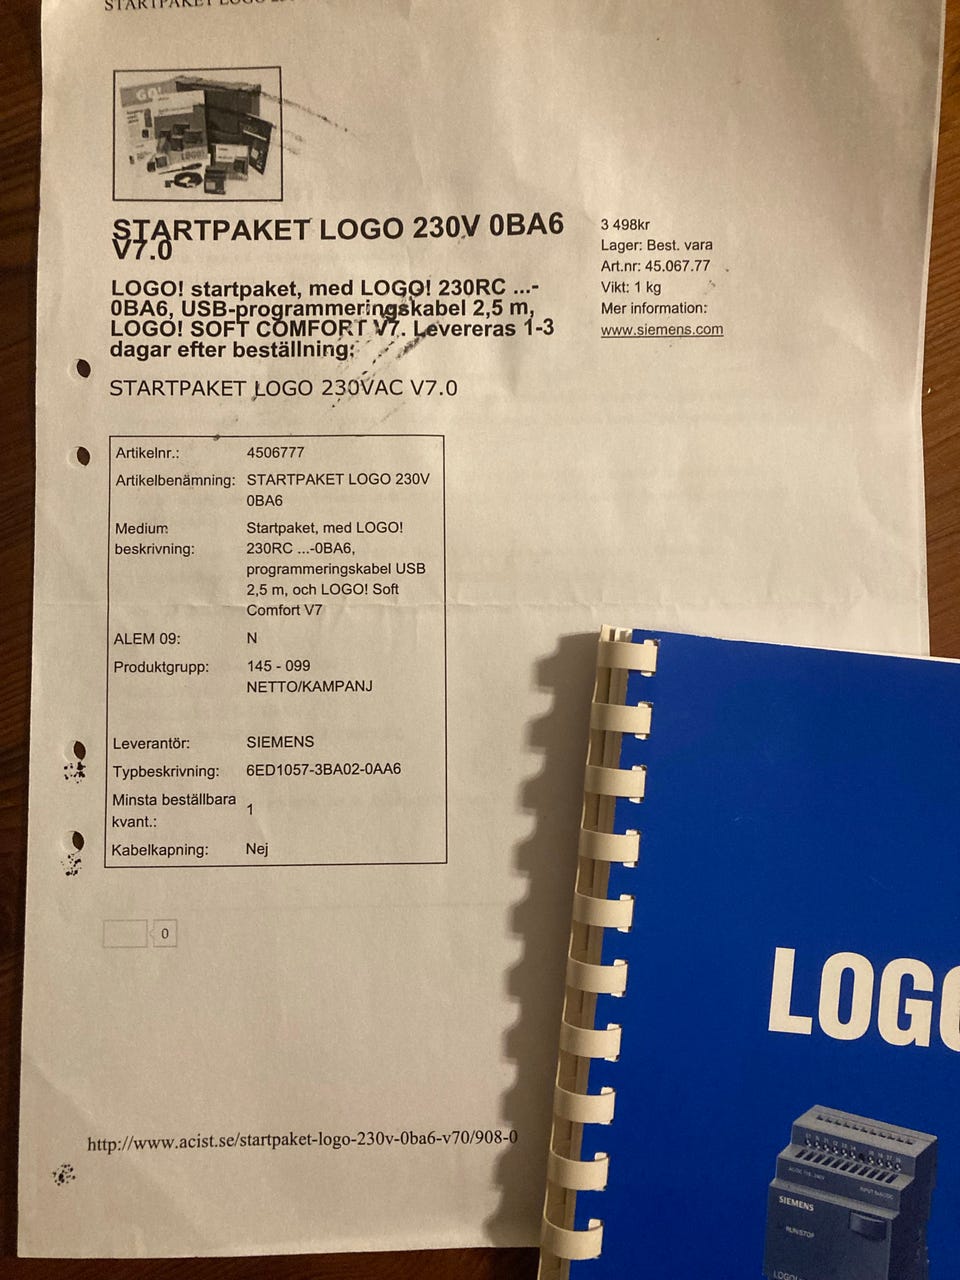 STARTPAKET LOGO
GO!
LOGO!
STARTPAKET LOGO 230V 0BA6
V7.0
LOGO! startpaket, med LOGO! 230RC ...-
0BA6, USB-programmeringskabel 2,5 m,
LOGO! SOFT COMFORT V7. Levereras 1-3
dagar efter beställning;
STARTPAKET LOGO 230VAC V7.0
3 498kr
Lager: Best. vara
Art.nr: 45.067.77
Vikt: 1 kg
Mer information:
www.siemens.com
Artikelnr.: 4506777
Artikelbenämning: STARTPAKET LOGO 230V
0BA6
Medium Startpaket, med LOGO!
beskrivning: 230RC ...-0BA6,
programmeringskabel USB
2,5 m, och LOGO! Soft
Comfort V7
ALEM 09: N
Produktgrupp: 145 - 099
NETTO/KAMPANJ
Leverantör: SIEMENS
Typbeskrivning: 6ED1057-3BA02-0AA6
Minsta beställbara
kvant.: 1
Kabelkapning: Nej
0
http://www.acist.se/startpaket-logo-230v-0ba6-v70/908-0
LOGO
SIEMENS
RUN/STOP
LOGO